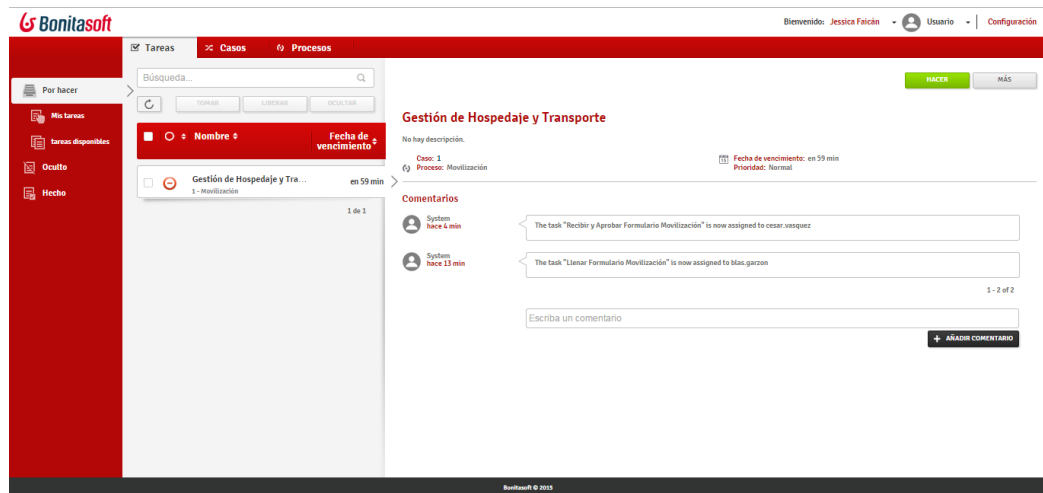 Bonitasoft
Bienvenido: Jessica Faicán
Usuario
Configuración
Tareas
Casos
Procesos
Por hacer
Mis tareas
tareas disponibles
Oculto
Hecho
Búsqueda...
TOMAR
LIBERAR
OCULTAR
Nombre
Fecha de
vencimiento
Gestión de Hospedaje y Tra...
en 59 min
1 - Movilización
1 de 1
HACER
MÁS
Gestión de Hospedaje y Transporte
No hay descripción.
Caso: 1
Proceso: Movilización
Fecha de vencimiento: en 59 min
Prioridad: Normal
Comentarios
System
hace 4 min
The task "Recibir y Aprobar Formulario Movilización" is now assigned to cesar.vasquez
System
hace 13 min
The task "Llenar Formulario Movilización" is now assigned to blas.garzon
1 - 2 of 2
Escriba un comentario
+ AÑADIR COMENTARIO
Bonitasoft © 2015